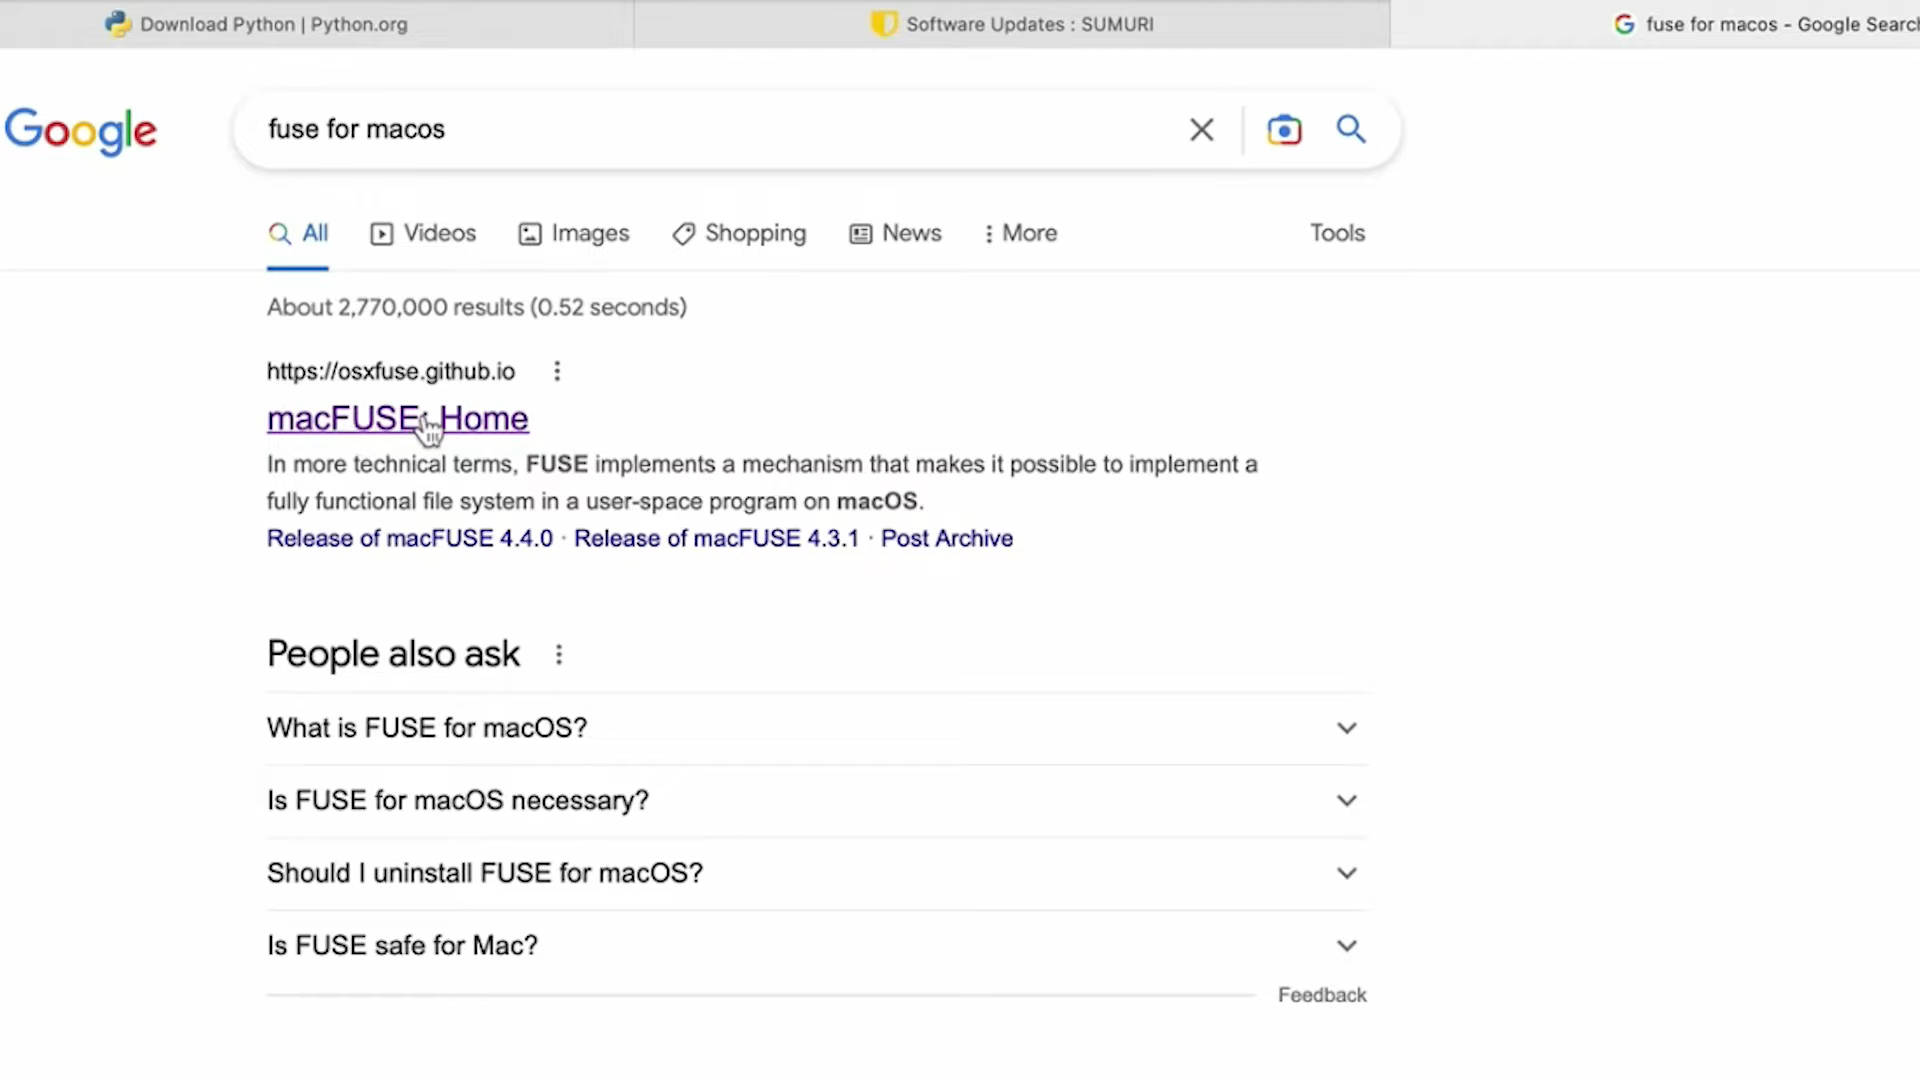 Download Python | Python.org
Software Updates : SUMURI
fuse for macos - Google Search
Google
fuse for macos
All
Videos
Images
Shopping
News
More
Tools
About 2,770,000 results (0.52 seconds)
https://osxfuse.github.io
macFUSE: Home
In more technical terms, FUSE implements a mechanism that makes it possible to implement a
fully functional file system in a user-space program on macOS.
Release of macFUSE 4.4.0 · Release of macFUSE 4.3.1 · Post Archive
People also ask
What is FUSE for macOS?
Is FUSE for macOS necessary?
Should I uninstall FUSE for macOS?
Is FUSE safe for Mac?
Feedback